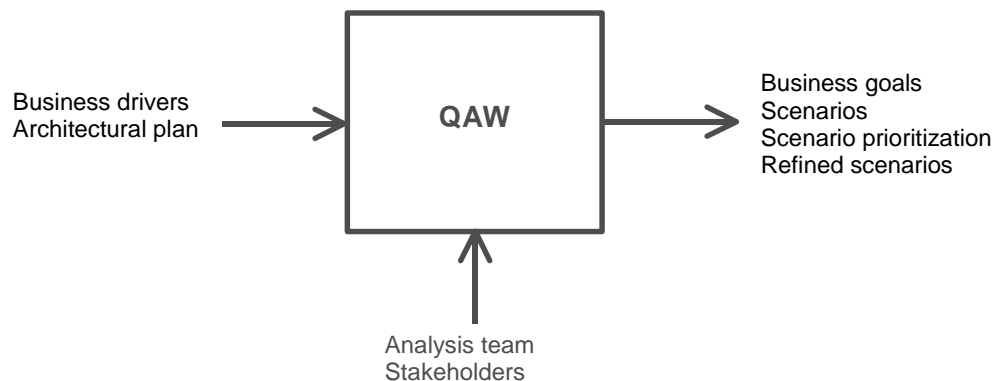 Business drivers
Architectural plan
QAW
Business goals
Scenarios
Scenario prioritization
Refined scenarios
Analysis team
Stakeholders